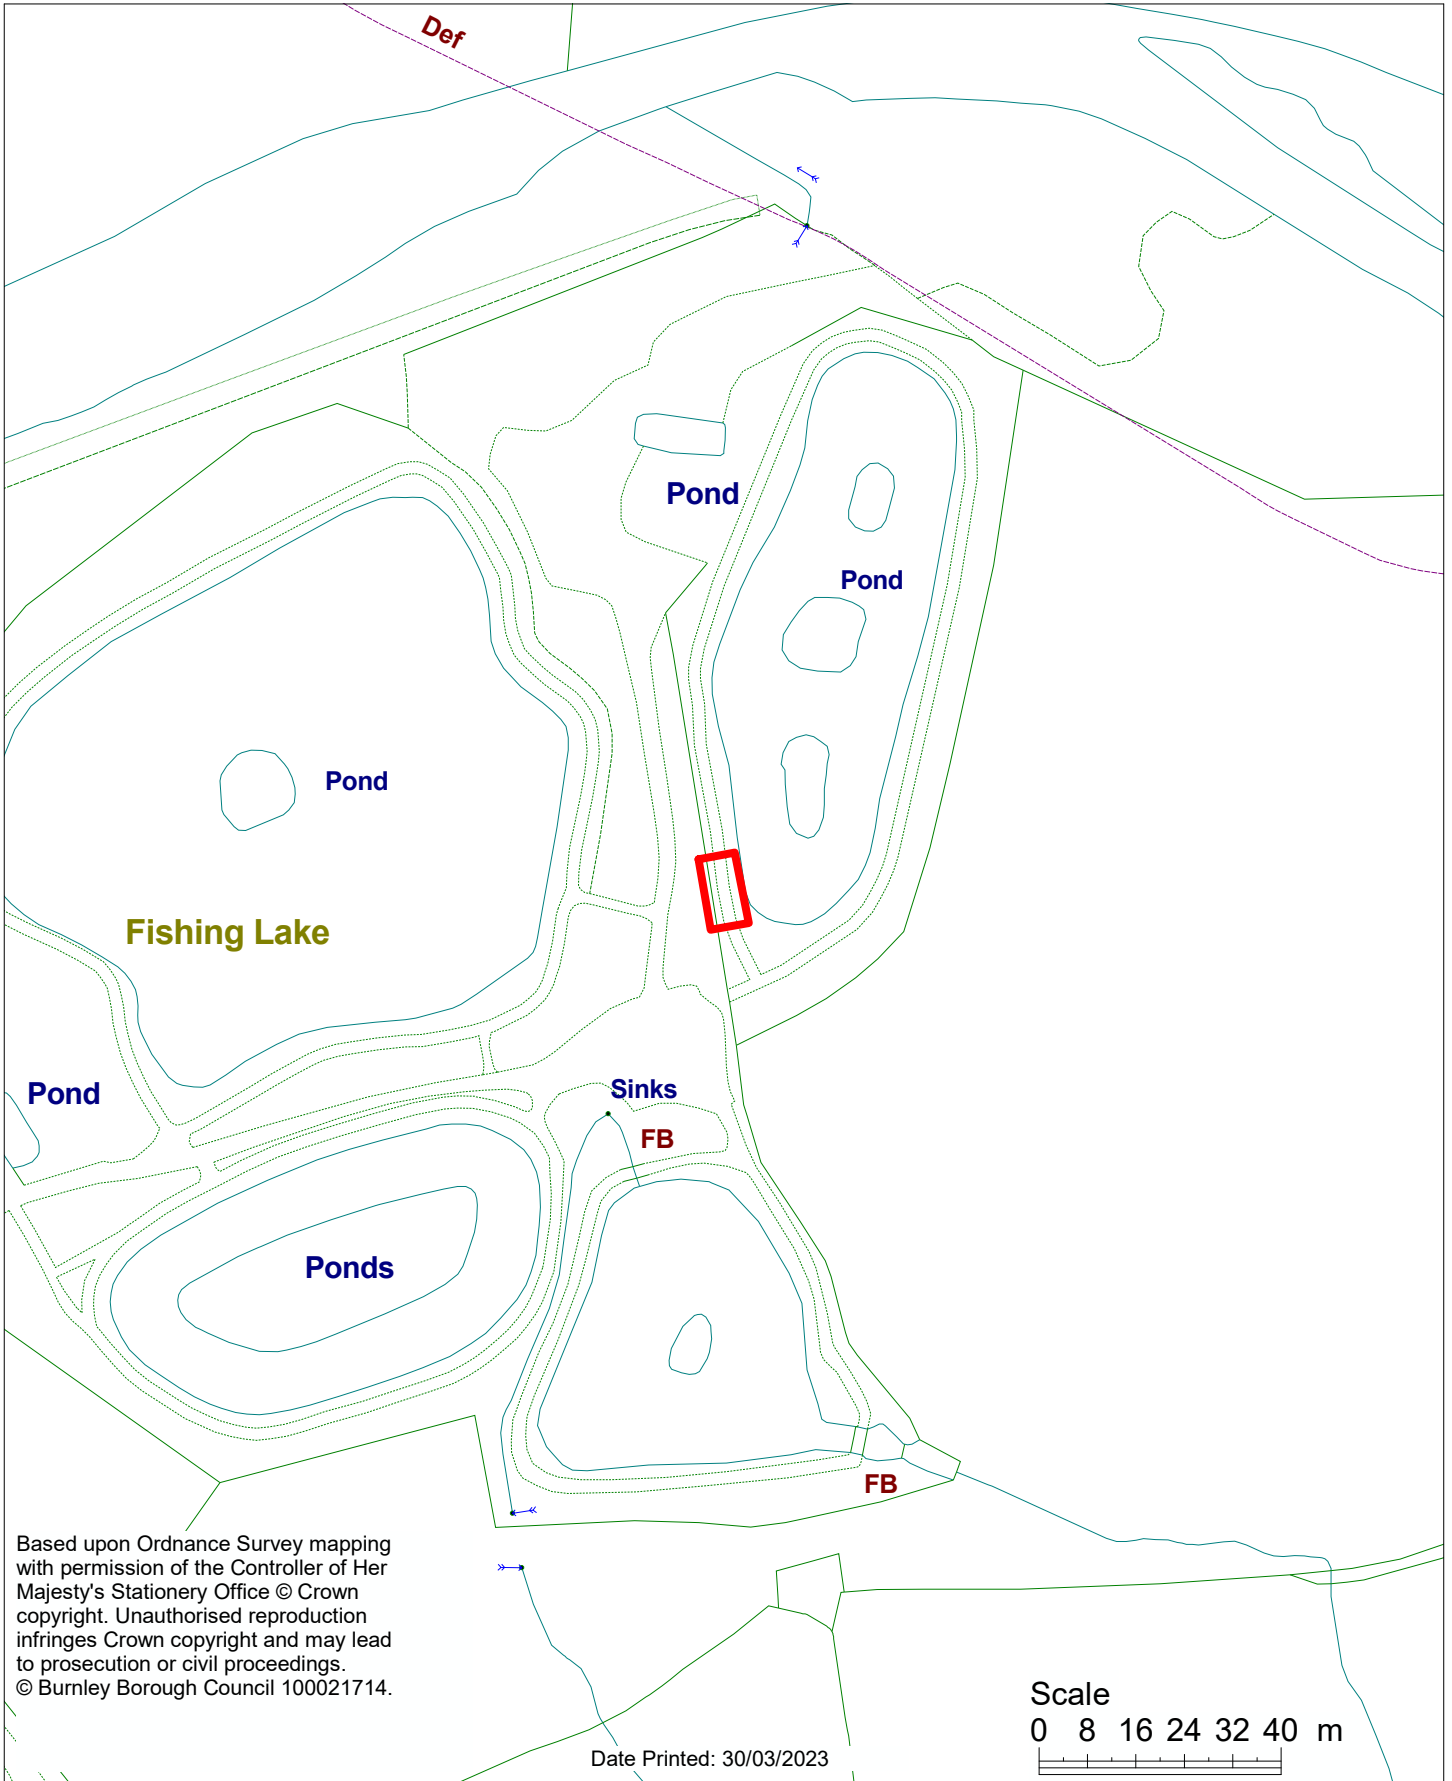 Def
Pond
Pond
Pond
Fishing Lake
Pond
Sinks
FB
Ponds
FB
Based upon Ordnance Survey mapping
with permission of the Controller of Her
Majesty's Stationery Office © Crown
copyright. Unauthorised reproduction
infringes Crown copyright and may lead
to prosecution or civil proceedings.
© Burnley Borough Council 100021714.
Scale
0 8 16 24 32 40 m
Date Printed: 30/03/2023